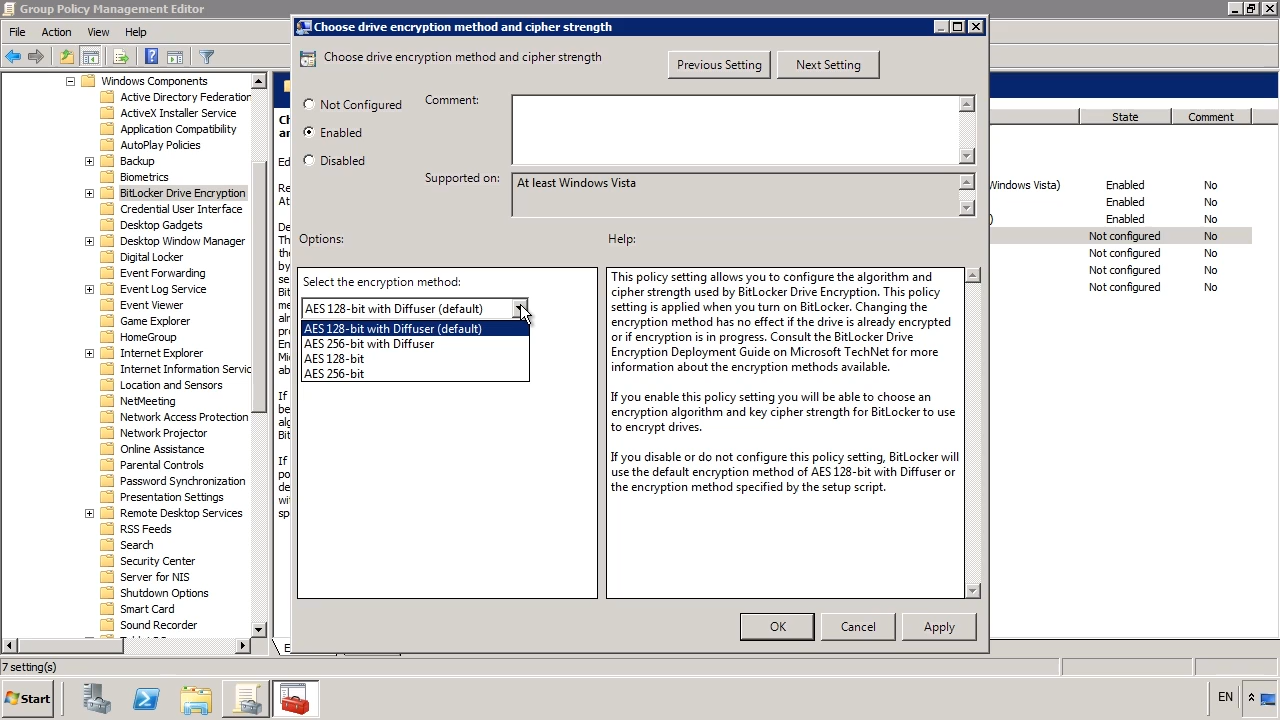 Group Policy Management Editor
File Action View Help
Windows Components
Active Directory Federation
ActiveX Installer Service
Application Compatibility
AutoPlay Policies
Backup
Biometrics
BitLocker Drive Encryption
Credential User Interface
Desktop Gadgets
Desktop Window Manager
Digital Locker
Event Forwarding
Event Log Service
Event Viewer
Game Explorer
HomeGroup
Internet Explorer
Internet Information Servic
Location and Sensors
NetMeeting
Network Access Protection
Network Projector
Online Assistance
Parental Controls
Password Synchronization
Presentation Settings
Remote Desktop Services
RSS Feeds
Search
Security Center
Server for NIS
Shutdown Options
Smart Card
Sound Recorder
Choose drive encryption method and cipher strength
Choose drive encryption method and cipher strength
Previous Setting
Next Setting
Not Configured
Enabled
Disabled
Comment:
Supported on:
At least Windows Vista
Options:
Help:
Select the encryption method:
AES 128-bit with Diffuser (default)
AES 128-bit with Diffuser (default)
AES 256-bit with Diffuser
AES 128-bit
AES 256-bit
This policy setting allows you to configure the algorithm and
cipher strength used by BitLocker Drive Encryption. This policy
setting is applied when you turn on BitLocker. Changing the
encryption method has no effect if the drive is already encrypted
or if encryption is in progress. Consult the BitLocker Drive
Encryption Deployment Guide on Microsoft TechNet for more
information about the encryption methods available.
If you enable this policy setting you will be able to choose an
encryption algorithm and key cipher strength for BitLocker to use
to encrypt drives.
If you disable or do not configure this policy setting, BitLocker will
use the default encryption method of AES 128-bit with Diffuser or
the encryption method specified by the setup script.
OK
Cancel
Apply
State Comment
Windows Vista) Enabled No
Enabled No
) Enabled No
Not configured No
Not configured No
Not configured No
Not configured No
7 setting(s)
Start
EN